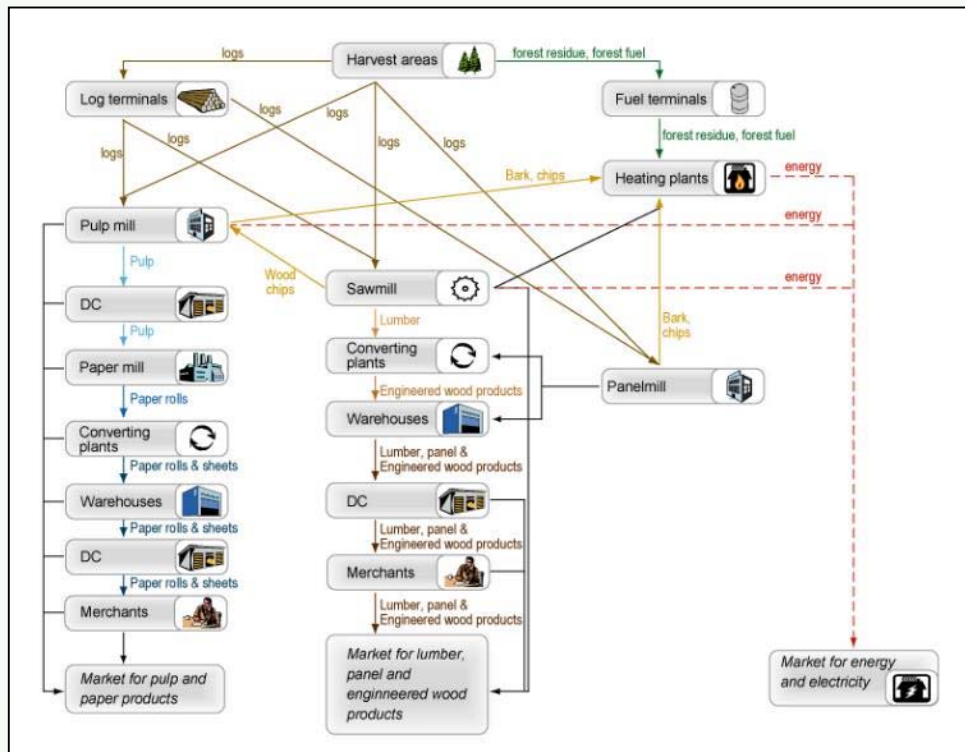 logs
Harvest areas
forest residue, forest fuel
Log terminals
Fuel terminals
logs
logs
logs
logs
logs
logs
forest residue, forest fuel
Bark, chips
Heating plants
energy
Pulp mill
energy
Pulp
Wood
chips
Sawmill
energy
DC
Lumber
Bark,
chips
Pulp
Converting
plants
Paper mill
Engineered wood products
Panelmill
Paper rolls
Warehouses
Converting
plants
Lumber, panel &
Engineered wood products
Paper rolls & sheets
Warehouses
DC
Paper rolls & sheets
Lumber, panel &
Engineered wood products
DC
Merchants
Paper rolls & sheets
Lumber, panel &
Engineered wood products
Merchants
Market for lumber,
panel and
enginneered wood
products
Market for pulp and
paper products
Market for energy
and electricity